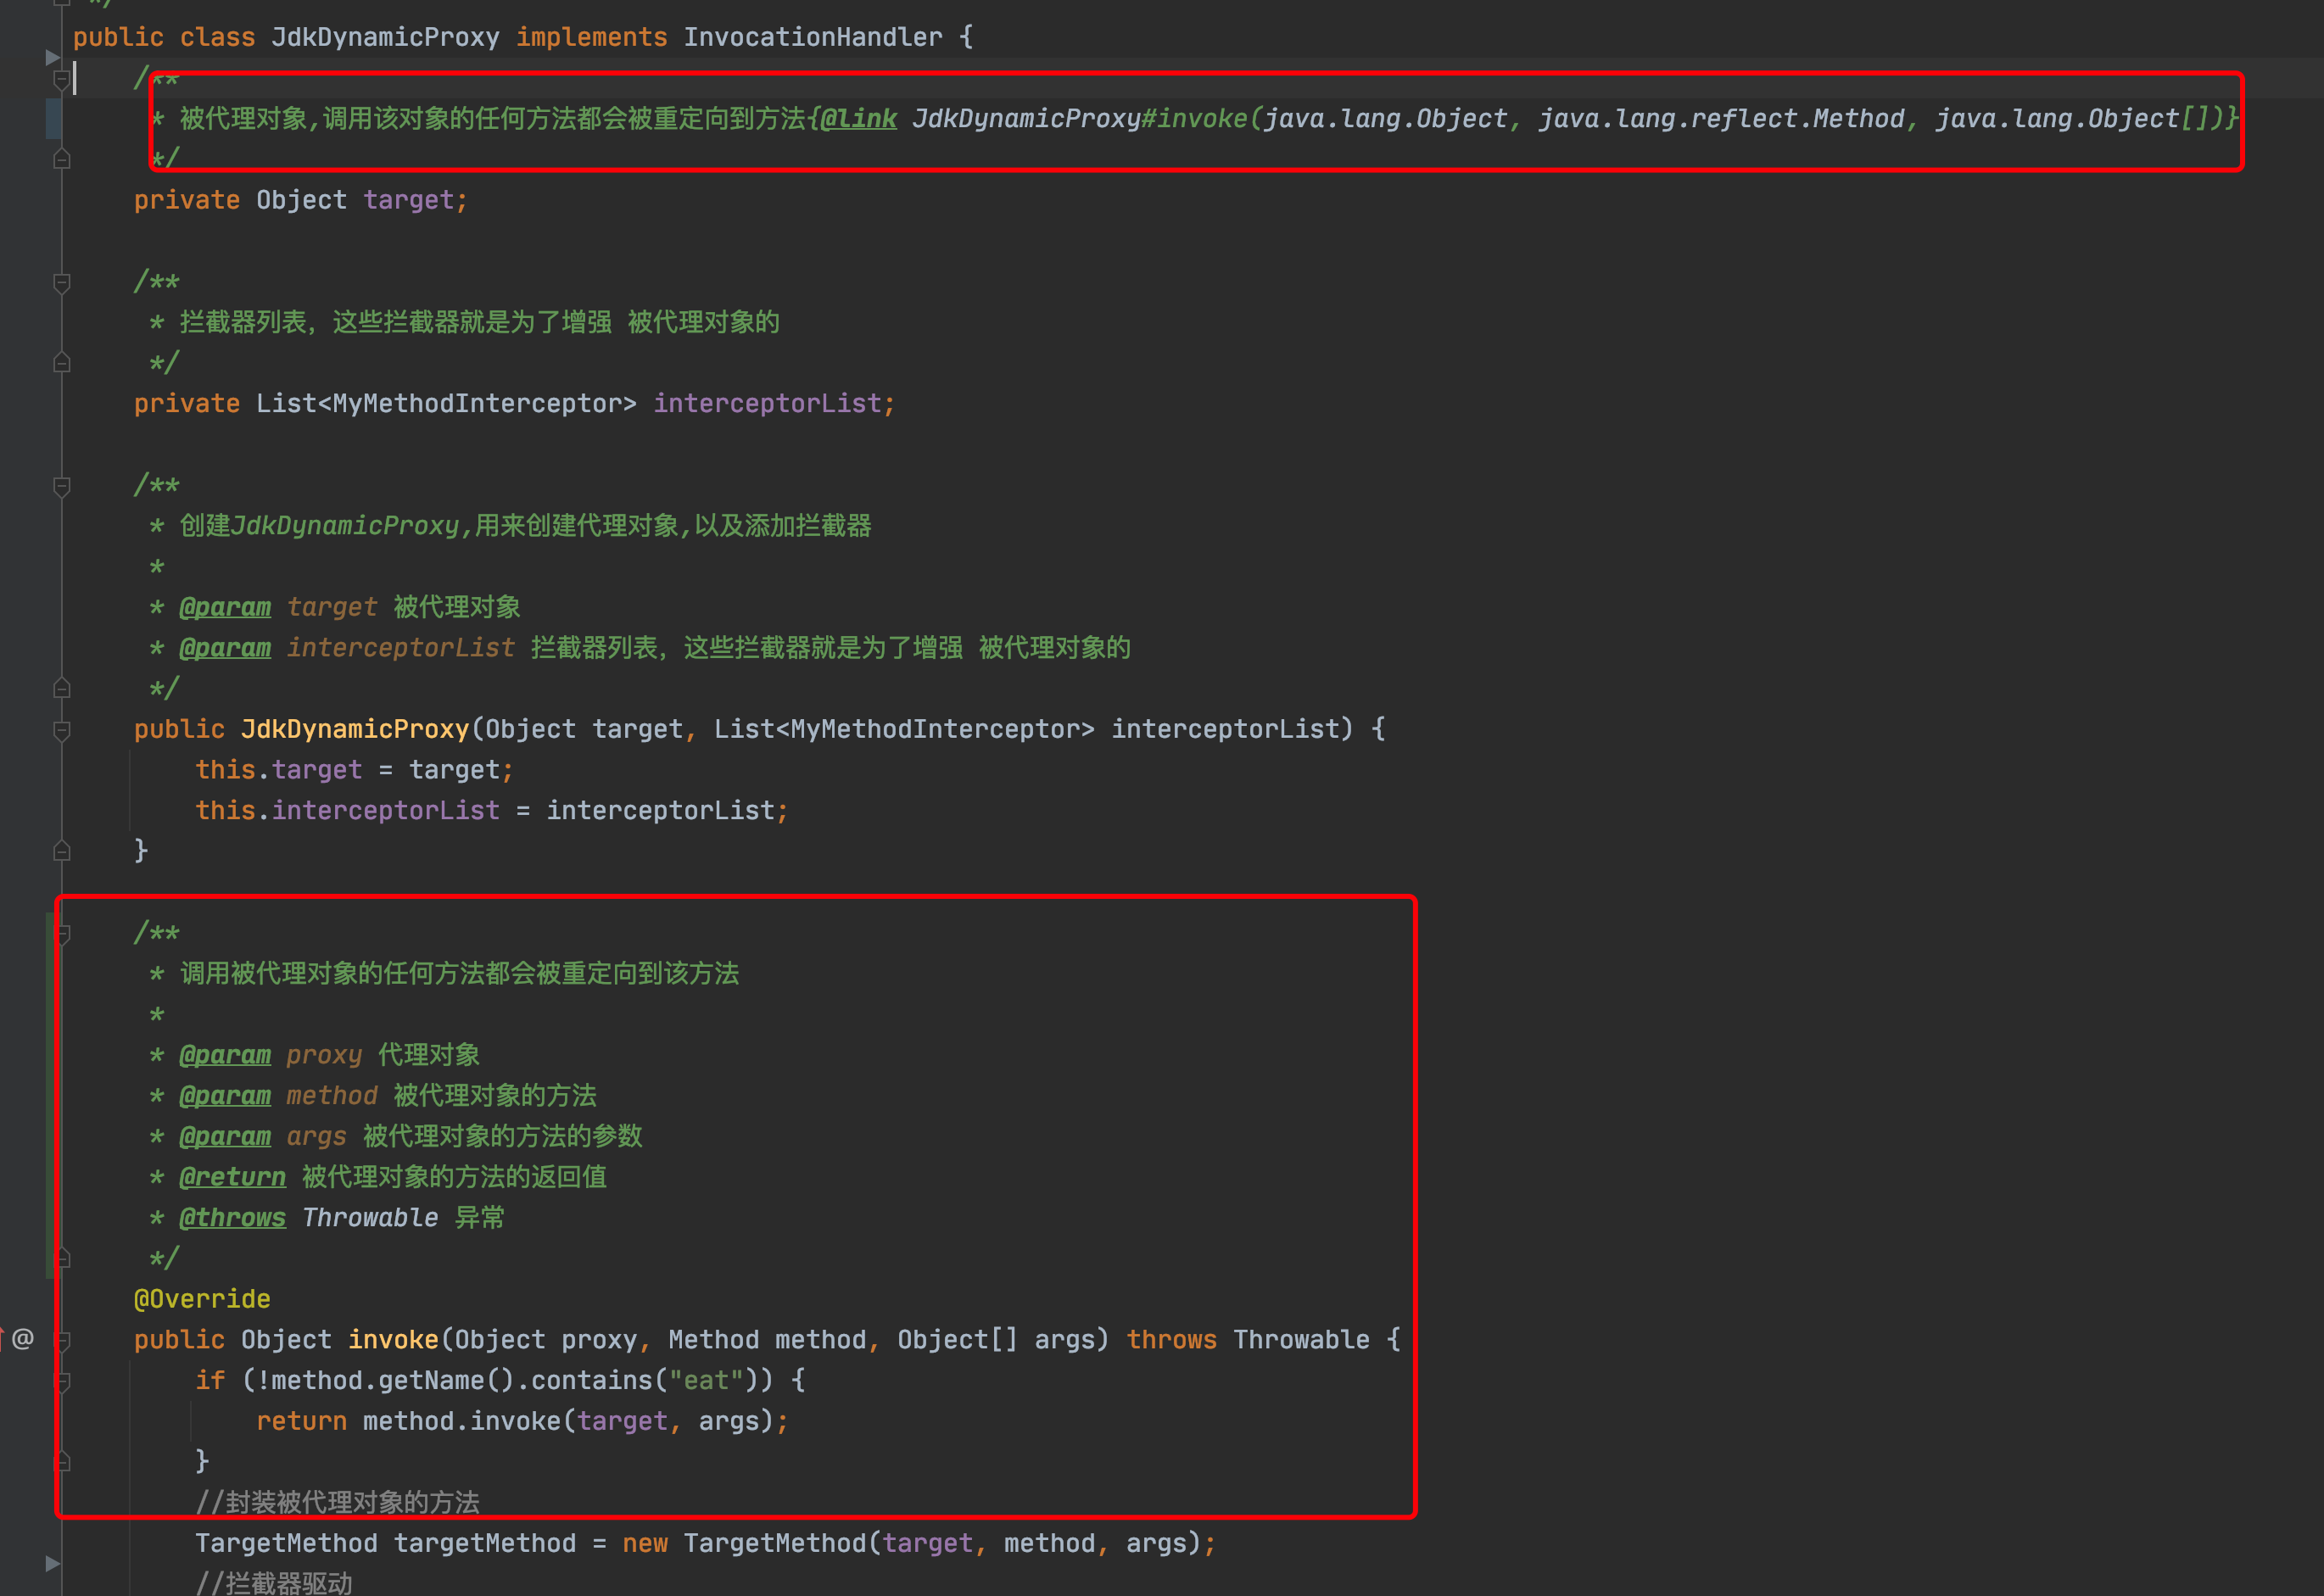 */
public class JdkDynamicProxy implements InvocationHandler {
/**
* 被代理对象,调用该对象的任何方法都会被重定向到方法{@link JdkDynamicProxy#invoke(java.lang.Object, java.lang.reflect.Method, java.lang.Object[])}
*/
private Object target;
/**
* 拦截器列表，这些拦截器就是为了增强 被代理对象的
*/
private List<MyMethodInterceptor> interceptorList;
/**
* 创建JdkDynamicProxy,用来创建代理对象,以及添加拦截器
*
* @param target 被代理对象
* @param interceptorList 拦截器列表，这些拦截器就是为了增强 被代理对象的
*/
public JdkDynamicProxy(Object target, List<MyMethodInterceptor> interceptorList) {
this.target = target;
this.interceptorList = interceptorList;
}
/**
* 调用被代理对象的任何方法都会被重定向到该方法
*
* @param proxy 代理对象
* @param method 被代理对象的方法
* @param args 被代理对象的方法的参数
* @return 被代理对象的方法的返回值
* @throws Throwable 异常
*/
@Override
@ public Object invoke(Object proxy, Method method, Object[] args) throws Throwable {
if (!method.getName().contains("eat")) {
return method.invoke(target, args);
}
//封装被代理对象的方法
TargetMethod targetMethod = new TargetMethod(target, method, args);
//拦截器驱动